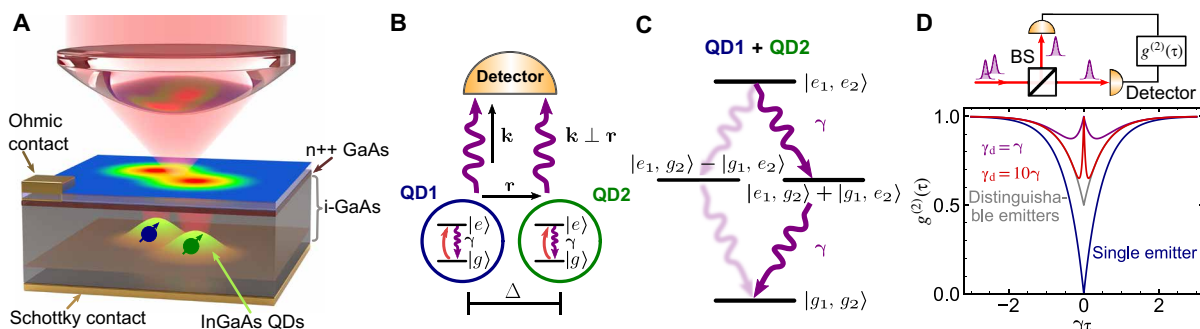 A
Ohmic
contact
n++ GaAs
i-GaAs
Schottky contact
InGaAs QDs
B
Detector
k
k ⊥ r
QD1
r
QD2
|e⟩
γ
|g⟩
|e⟩
γ
|g⟩
Δ
C
QD1 + QD2
|e₁, e₂⟩
γ
|e₁, g₂⟩ − |g₁, e₂⟩
|e₁, g₂⟩ + |g₁, e₂⟩
γ
|g₁, g₂⟩
D
BS
g⁽²⁾(τ)
Detector
1.0
γd = γ
γd = 10γ
Distinguisha-
ble emitters
0.5
g⁽²⁾(τ)
Single emitter
0.0
−2
0
2
γτ